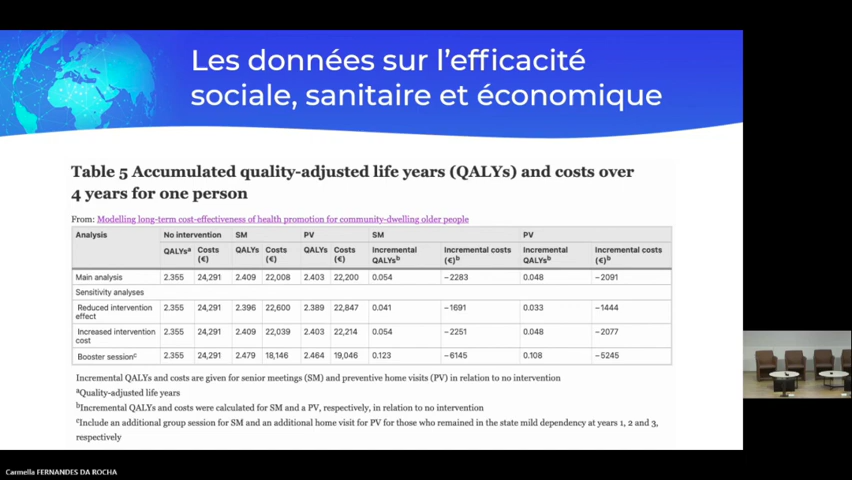 Les données sur l’efficacité
sociale, sanitaire et économique
Table 5 Accumulated quality-adjusted life years (QALYs) and costs over
4 years for one person
From: Modelling long-term cost-effectiveness of health promotion for community-dwelling older people
Analysis No intervention SM PV SM PV
QALYsᵃ Costs (€) QALYs Costs (€) QALYs Costs (€) Incremental QALYsᵇ Incremental costs (€)ᵇ Incremental QALYsᵇ Incremental costs (€)ᵇ
Main analysis 2.355 24,291 2.409 22,008 2.403 22,200 0.054 −2283 0.048 −2091
Sensitivity analyses
Reduced intervention effect 2.355 24,291 2.396 22,600 2.389 22,847 0.041 −1691 0.033 −1444
Increased intervention cost 2.355 24,291 2.409 22,039 2.403 22,214 0.054 −2251 0.048 −2077
Booster sessionᶜ 2.355 24,291 2.479 18,146 2.464 19,046 0.123 −6145 0.108 −5245
Incremental QALYs and costs are given for senior meetings (SM) and preventive home visits (PV) in relation to no intervention
ᵃQuality-adjusted life years
ᵇIncremental QALYs and costs were calculated for SM and a PV, respectively, in relation to no intervention
ᶜInclude an additional group session for SM and an additional home visit for PV for those who remained in the state mild dependency at years 1, 2 and 3,
respectively
Carmella FERNANDES DA ROCHA